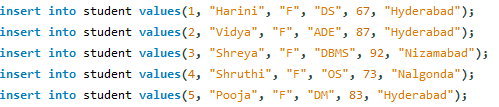 insert into student values(1, "Harini", "F", "DS", 67, "Hyderabad");
insert into student values(2, "Vidya", "F", "ADE", 87, "Hyderabad");
insert into student values(3, "Shreya", "F", "DBMS", 92, "Nizamabad");
insert into student values(4, "Shruthi", "F", "OS", 73, "Nalgonda");
insert into student values(5, "Pooja", "F", "DM", 83, "Hyderabad");